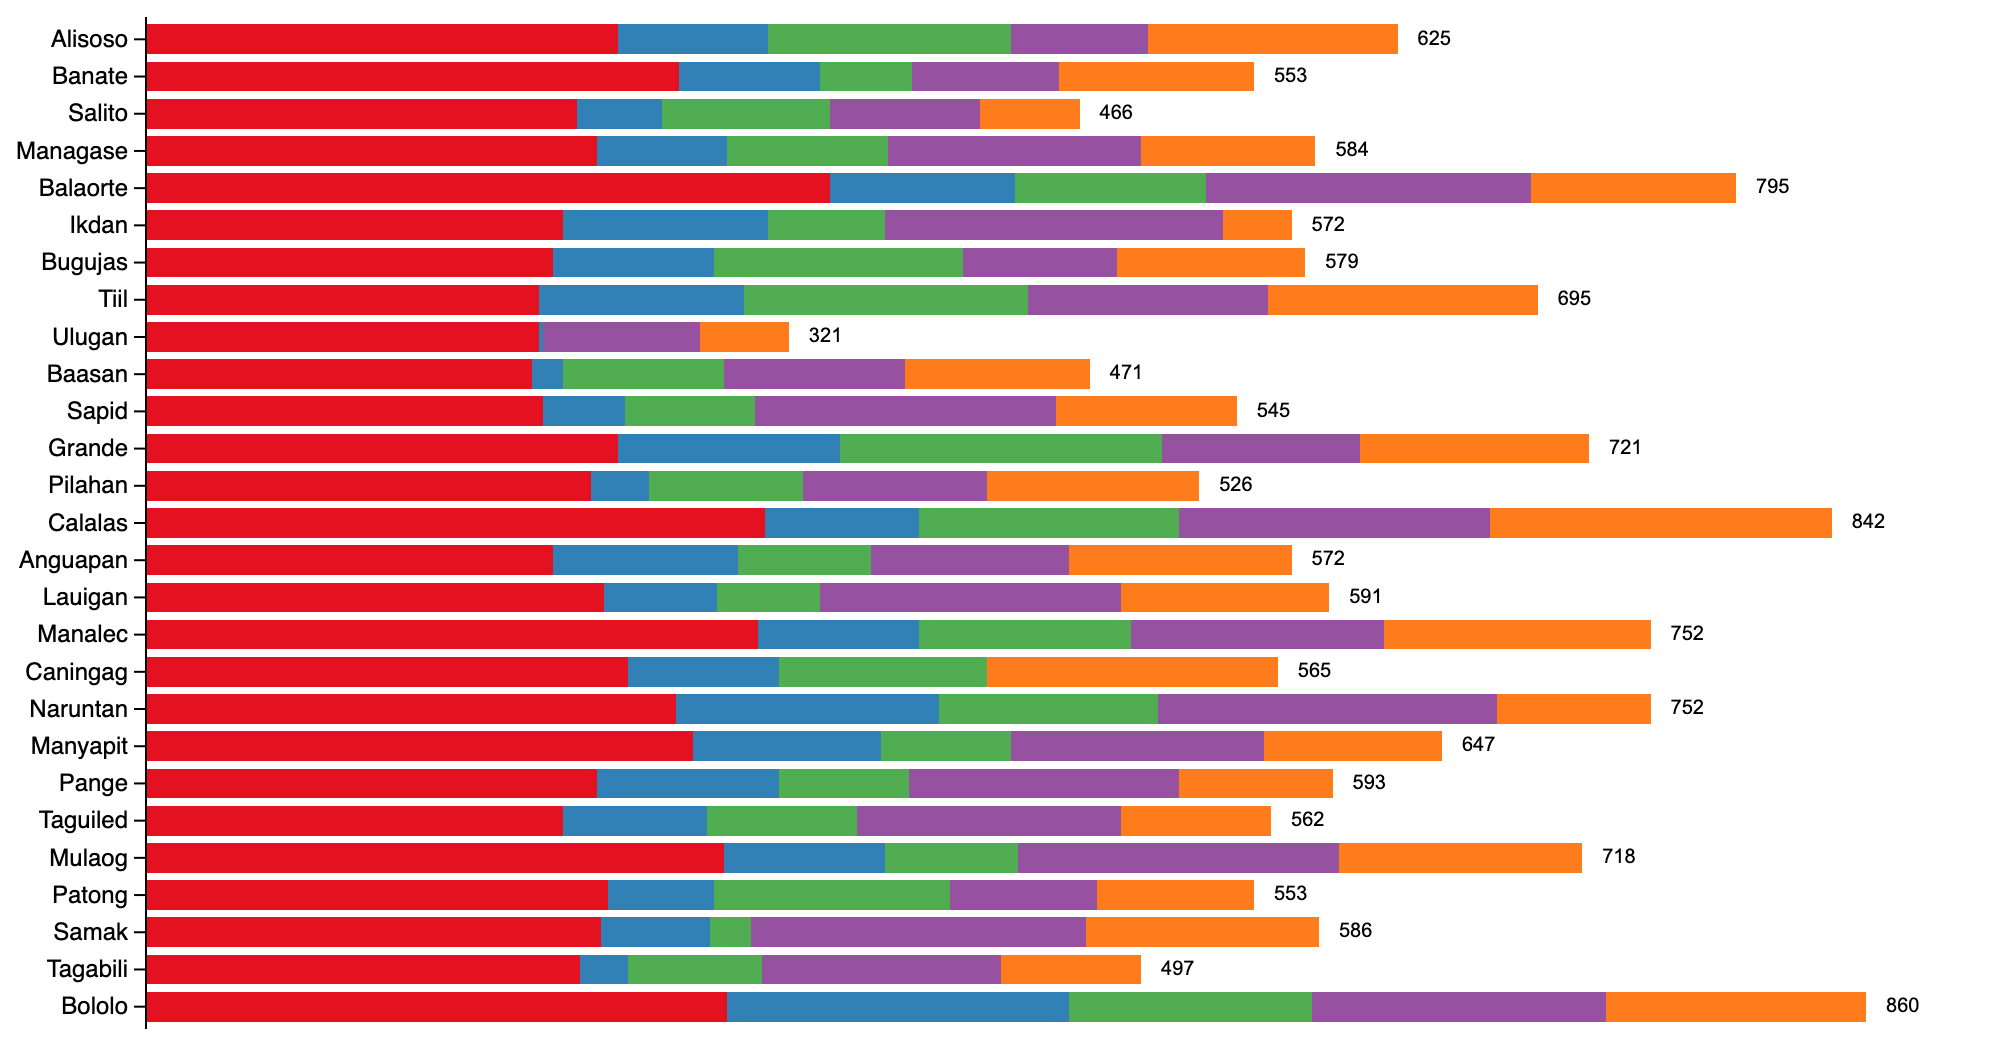 Alisoso 625
Banate 553
Salito 466
Managase 584
Balaorte 795
Ikdan 572
Bugujas 579
Tiil 695
Ulugan 321
Baasan 471
Sapid 545
Grande 721
Pilahan 526
Calalas 842
Anguapan 572
Lauigan 591
Manalec 752
Caningag 565
Naruntan 752
Manyapit 647
Pange 593
Taguiled 562
Mulaog 718
Patong 553
Samak 586
Tagabili 497
Bololo 860